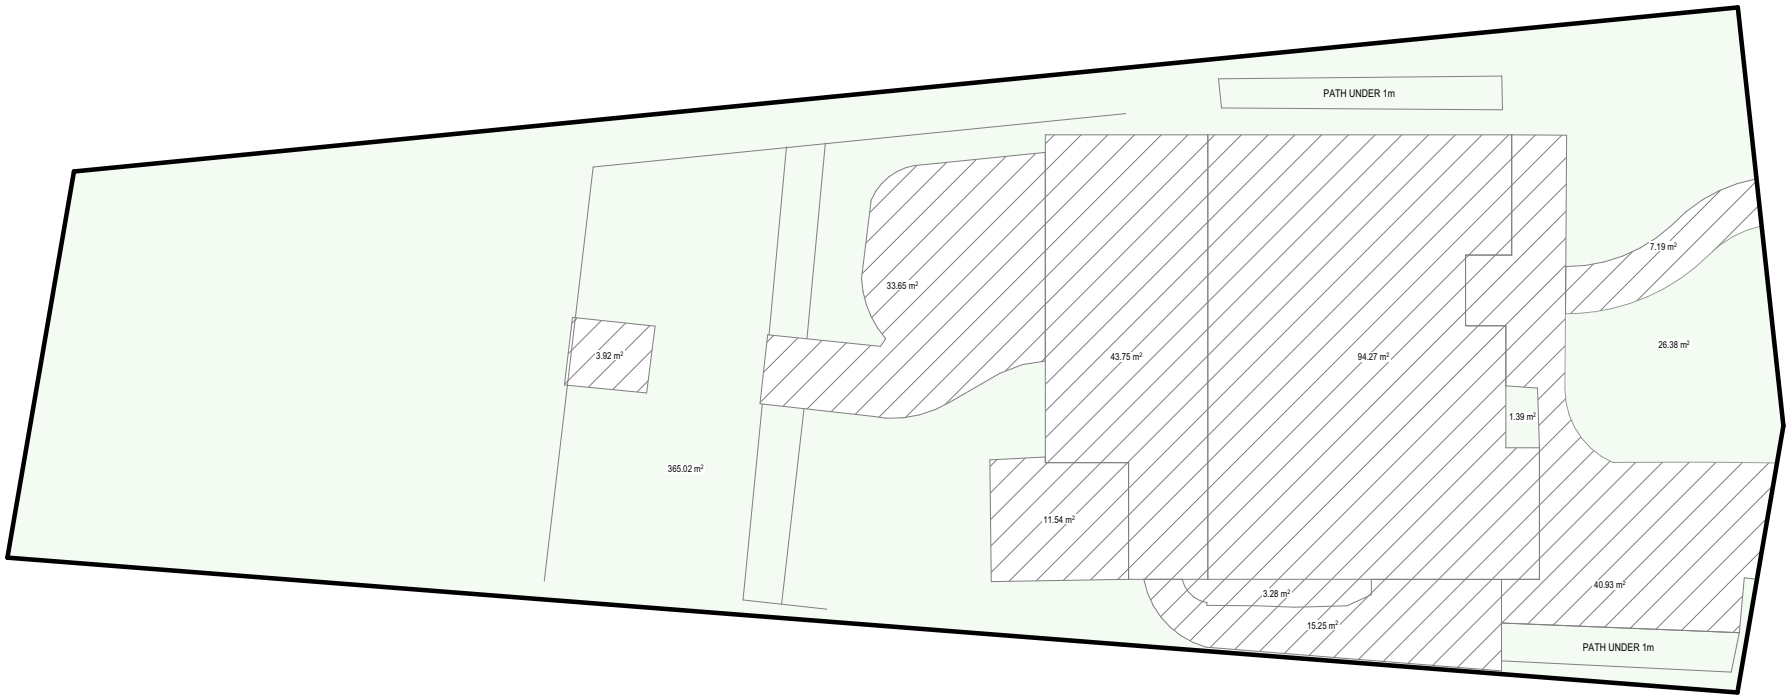 PATH UNDER 1m
7.19 m²
33.65 m²
26.38 m²
3.92 m²
43.75 m²
94.27 m²
1.39 m²
365.02 m²
11.54 m²
40.93 m²
3.28 m²
15.25 m²
PATH UNDER 1m